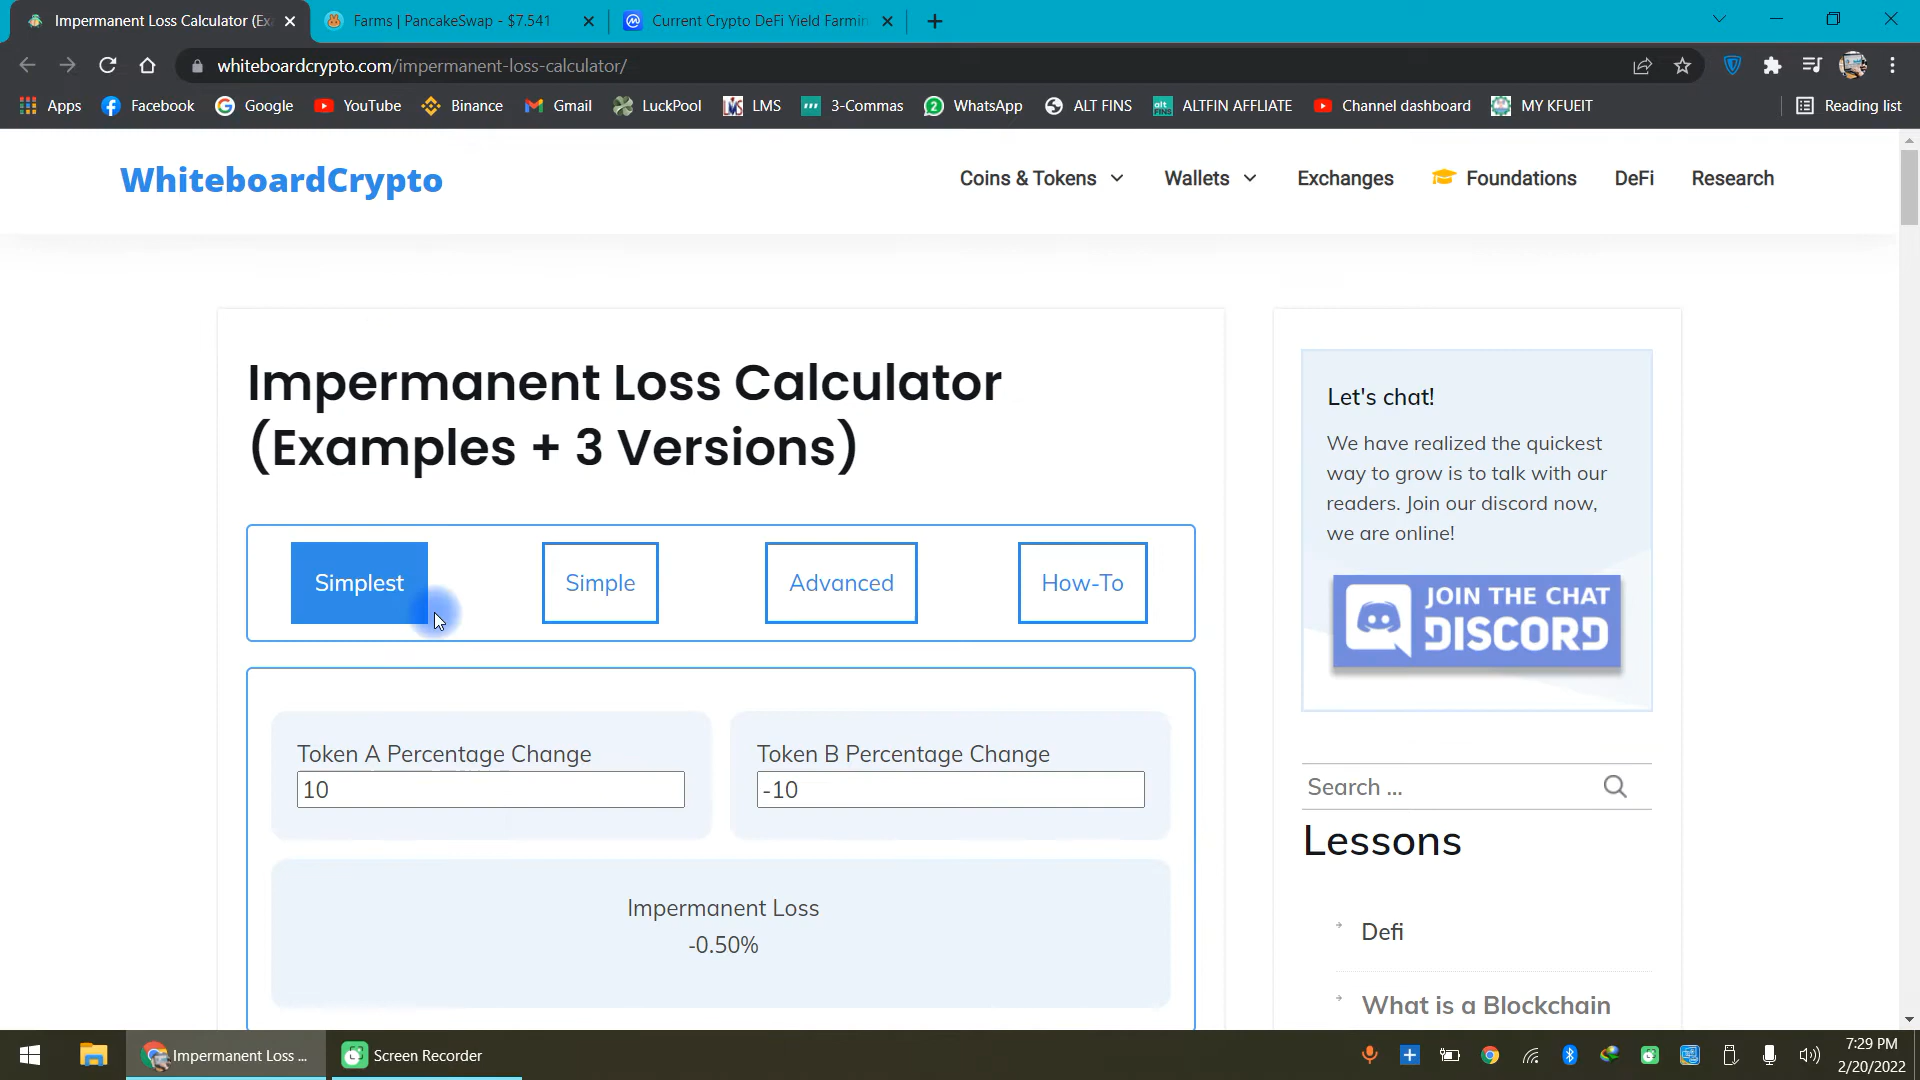 Impermanent Loss Calculator (Ex
Farms | PancakeSwap - $7.541
Current Crypto DeFi Yield Farmin
whiteboardcrypto.com/impermanent-loss-calculator/
Apps
Facebook
Google
YouTube
Binance
Gmail
LuckPool
LMS
3-Commas
WhatsApp
ALT FINS
ALTFIN AFFLIATE
Channel dashboard
MY KFUEIT
Reading list
WhiteboardCrypto
Coins & Tokens
Wallets
Exchanges
Foundations
DeFi
Research
Impermanent Loss Calculator
(Examples + 3 Versions)
Simplest
Simple
Advanced
How-To
Token A Percentage Change
10
Token B Percentage Change
-10
Impermanent Loss
-0.50%
Let's chat!
We have realized the quickest
way to grow is to talk with our
readers. Join our discord now,
we are online!
JOIN THE CHAT
DISCORD
Search ...
Lessons
Defi
What is a Blockchain
Impermanent Loss ...
Screen Recorder
7:29 PM
2/20/2022